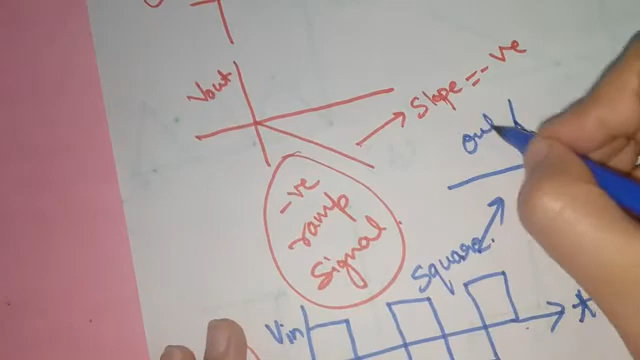 Vout
Slope = -ve
-ve
ramp
Signal
out
Square
Vin
t